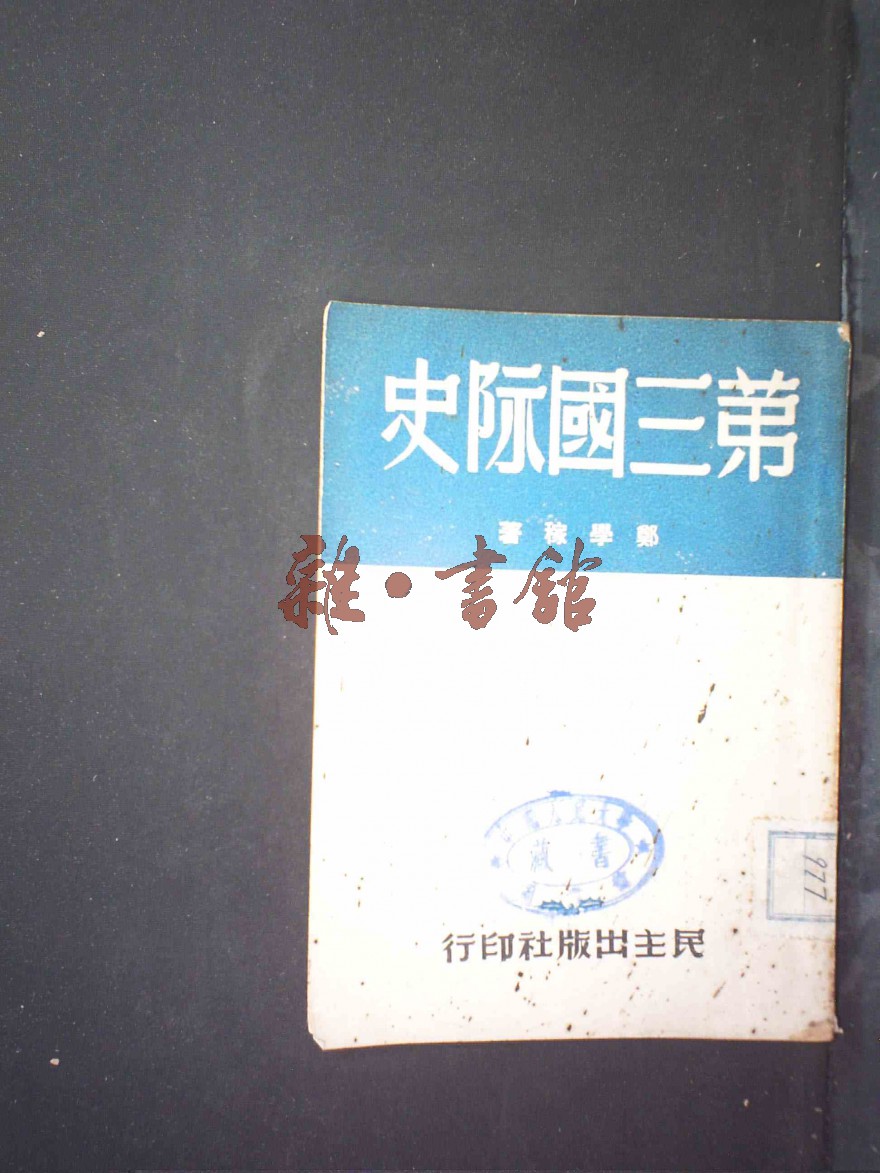 第三國際史
鄭學稼著
雜·書館
藏書
977
民主出版社印行